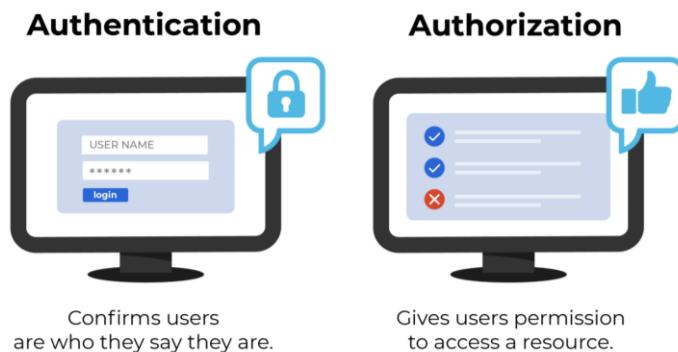 Authentication
USER NAME
******
login
Confirms users
are who they say they are.
Authorization
Gives users permission
to access a resource.